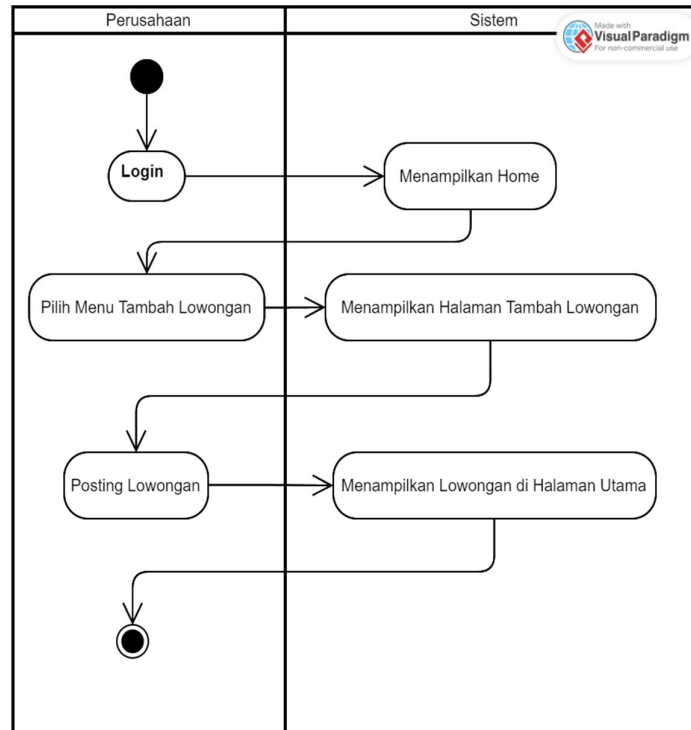 Perusahaan
Sistem
Made with
Visual Paradigm
For non-commercial use
Login
Menampilkan Home
Pilih Menu Tambah Lowongan
Menampilkan Halaman Tambah Lowongan
Posting Lowongan
Menampilkan Lowongan di Halaman Utama